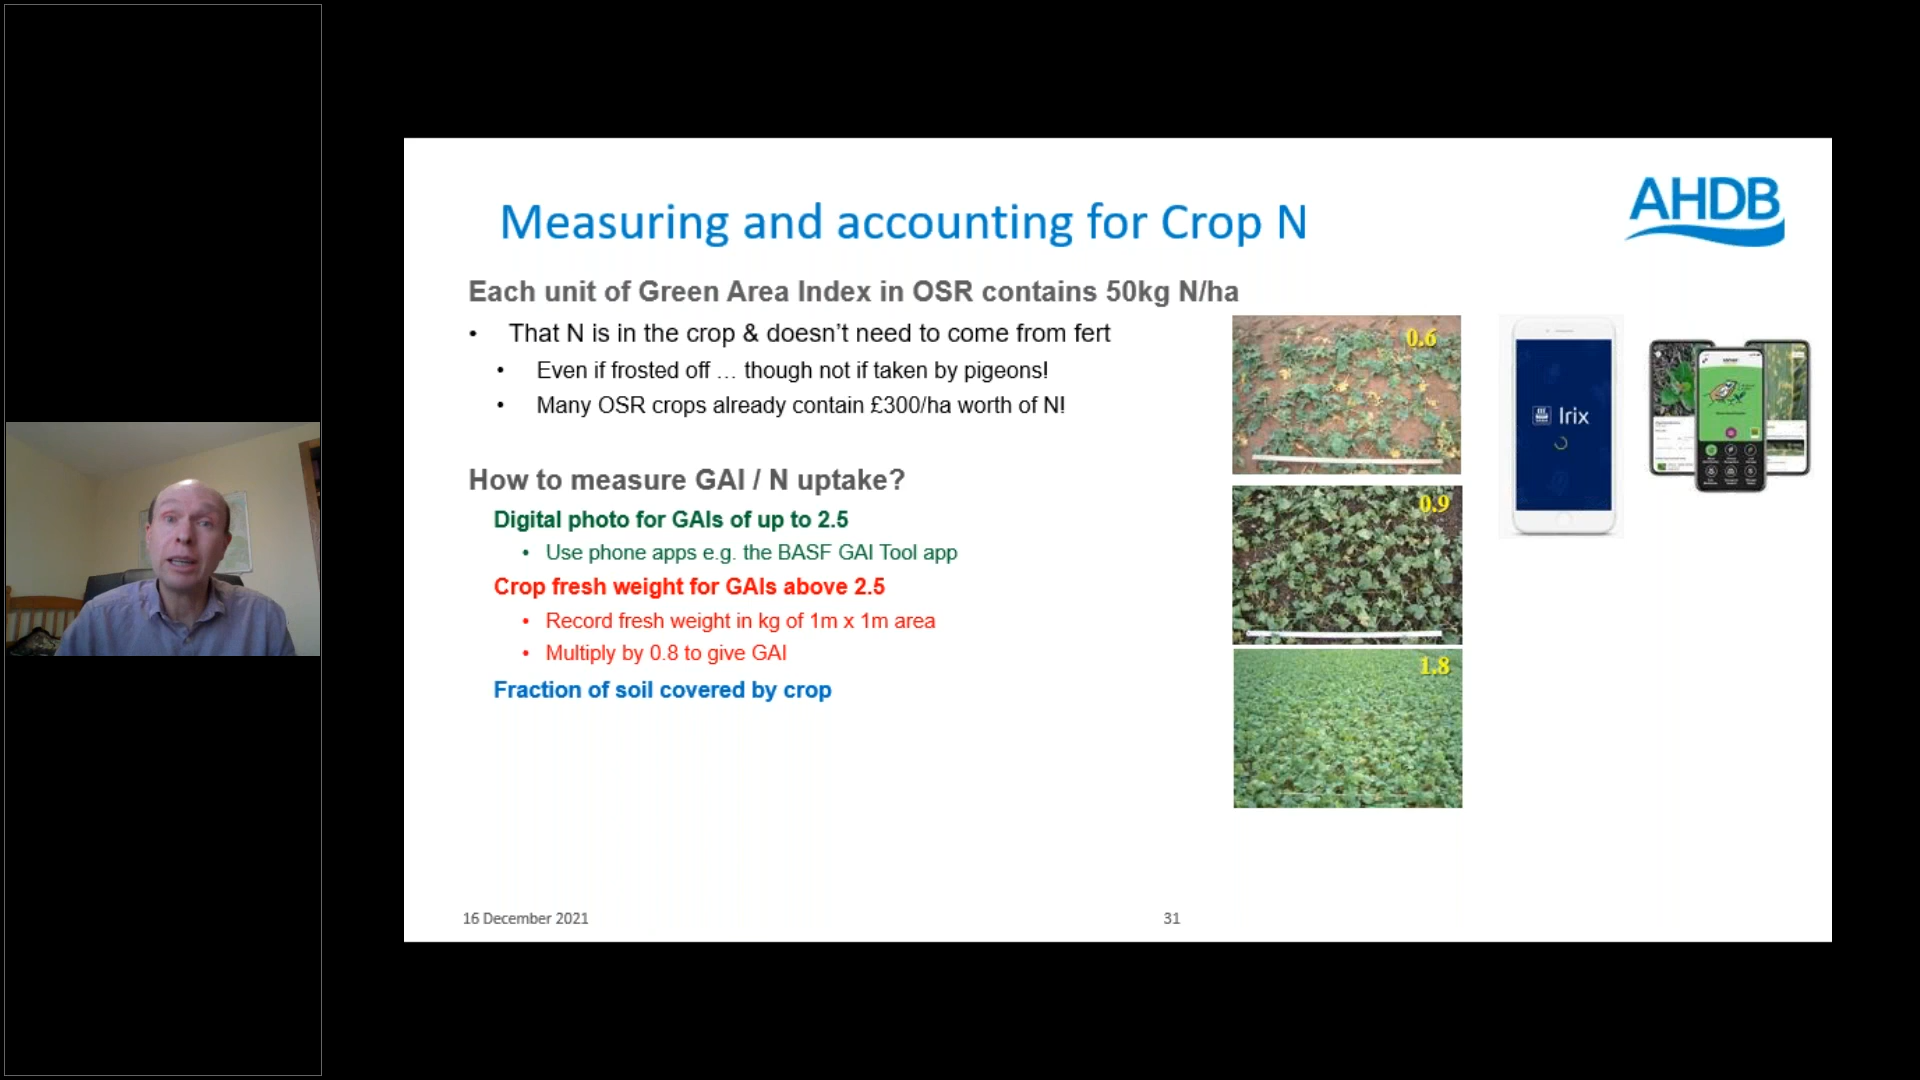 Measuring and accounting for Crop N
AHDB
Each unit of Green Area Index in OSR contains 50kg N/ha
• That N is in the crop & doesn’t need to come from fert
• Even if frosted off … though not if taken by pigeons!
• Many OSR crops already contain £300/ha worth of N!
How to measure GAI / N uptake?
Digital photo for GAIs of up to 2.5
• Use phone apps e.g. the BASF GAI Tool app
Crop fresh weight for GAIs above 2.5
• Record fresh weight in kg of 1m x 1m area
• Multiply by 0.8 to give GAI
Fraction of soil covered by crop
0.6
0.9
1.8
Irix
16 December 2021
31